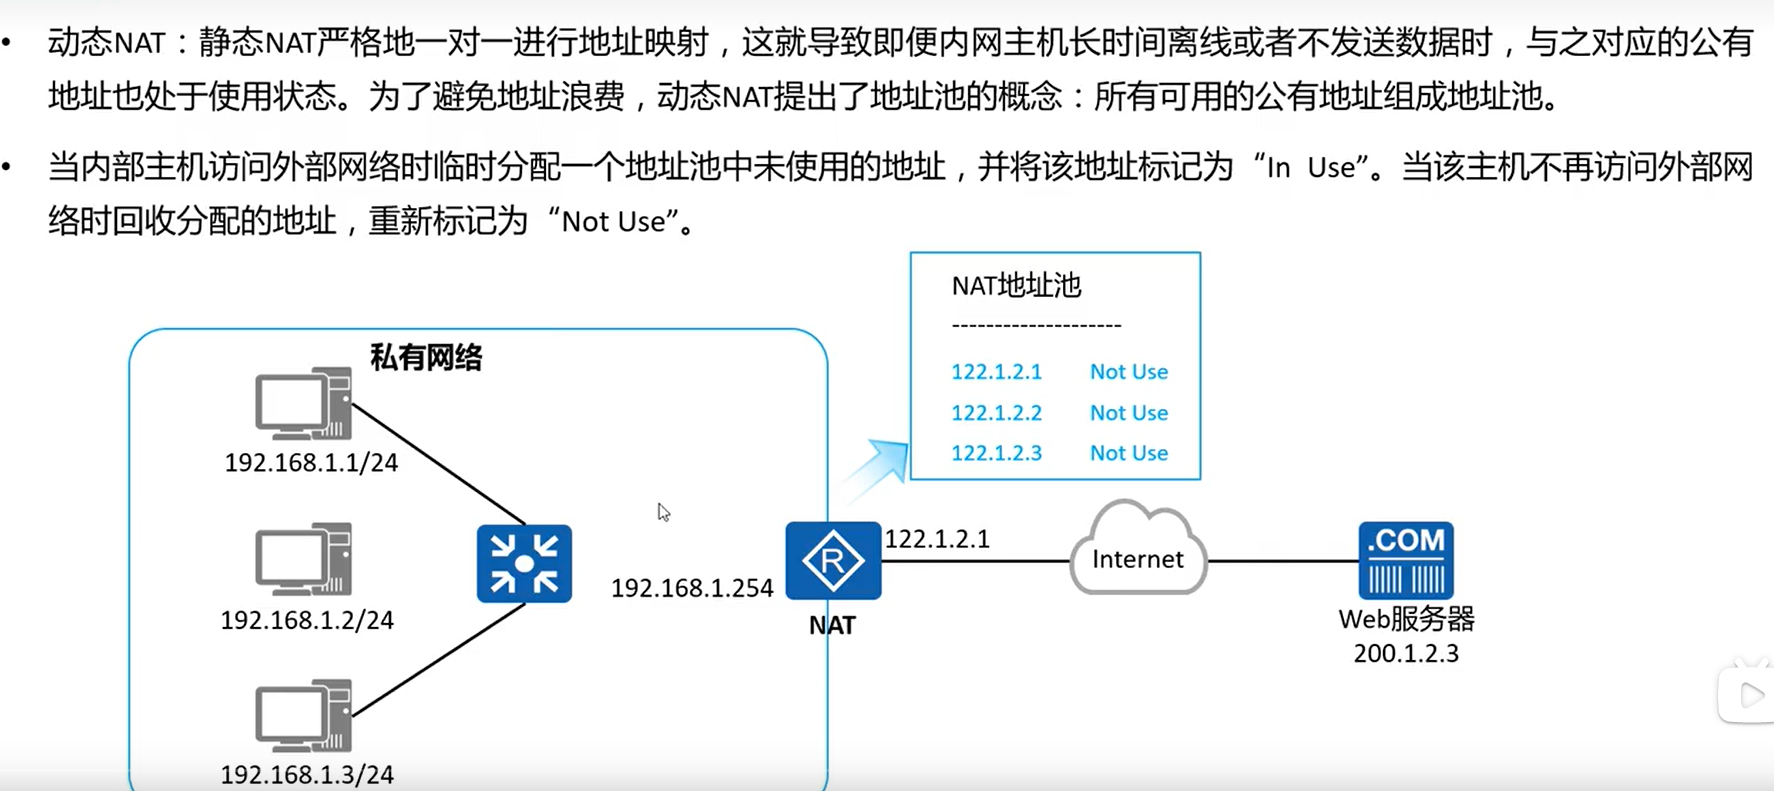 • 动态NAT：静态NAT严格地一对一进行地址映射，这就导致即便内网主机长时间离线或者不发送数据时，与之对应的公有
地址也处于使用状态。为了避免地址浪费，动态NAT提出了地址池的概念：所有可用的公有地址组成地址池。
• 当内部主机访问外部网络时临时分配一个地址池中未使用的地址，并将该地址标记为“In Use”。当该主机不再访问外部网
络时回收分配的地址，重新标记为“Not Use”。
NAT地址池
--------------------
122.1.2.1 Not Use
122.1.2.2 Not Use
122.1.2.3 Not Use
私有网络
192.168.1.1/24
192.168.1.2/24
192.168.1.3/24
192.168.1.254
R
NAT
122.1.2.1
Internet
.COM
Web服务器
200.1.2.3